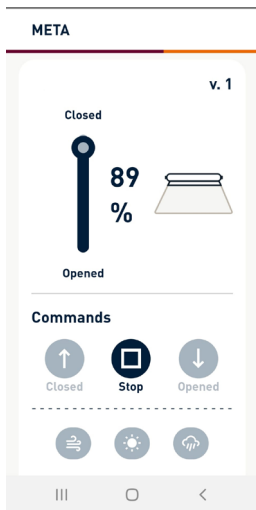 META
v. 1
Closed
89
%
Opened
Commands
Closed
Stop
Opened